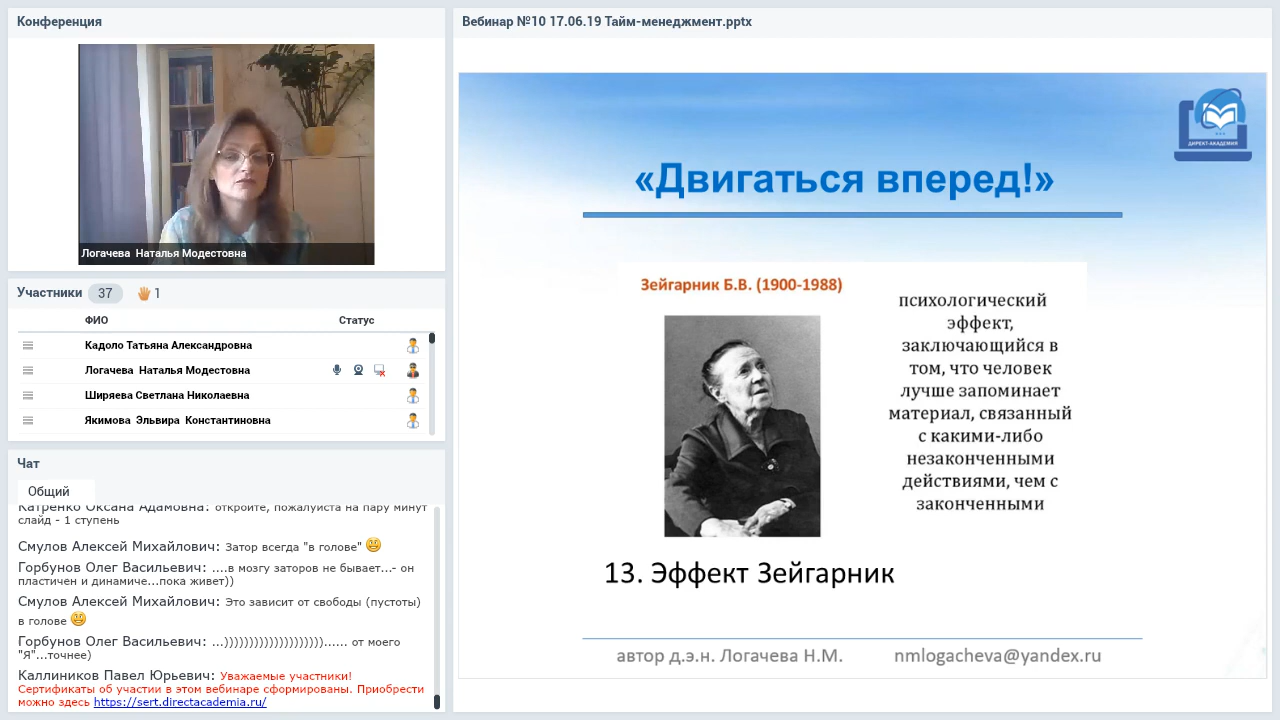 Конференция
Логачева  Наталья Модестовна
Участники 37 1
ФИО Статус
Кадоло Татьяна Александровна
Логачева  Наталья Модестовна
Ширяева Светлана Николаевна
Якимова  Эльвира  Константиновна
Чат
Общий
Катренко Оксана Адамовна: откройте, пожалуйста на пару минут
слайд - 1 ступень
Смулов Алексей Михайлович: Затор всегда "в голове"
Горбунов Олег Васильевич: ....в мозгу заторов не бывает...- он
пластичен и динамиче...пока живет))
Смулов Алексей Михайлович: Это зависит от свободы (пустоты)
в голове
Горбунов Олег Васильевич: ...))))))))))))))))))))...... от моего
"Я"...точнее)
Каллиников Павел Юрьевич: Уважаемые участники!
Сертификаты об участии в этом вебинаре сформированы. Приобрести
можно здесь https://sert.directacademia.ru/
Вебинар №10 17.06.19 Тайм-менеджмент.pptx
ДИРЕКТ-АКАДЕМИЯ
«Двигаться вперед!»
Зейгарник Б.В. (1900-1988)
психологический
эффект,
заключающийся в
том, что человек
лучше запоминает
материал, связанный
с какими-либо
незаконченными
действиями, чем с
законченными
13. Эффект Зейгарник
автор д.э.н. Логачева Н.М. nmlogacheva@yandex.ru